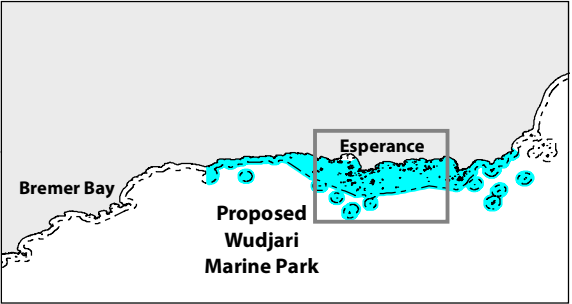 Esperance
Bremer Bay
Proposed
Wudjari
Marine Park